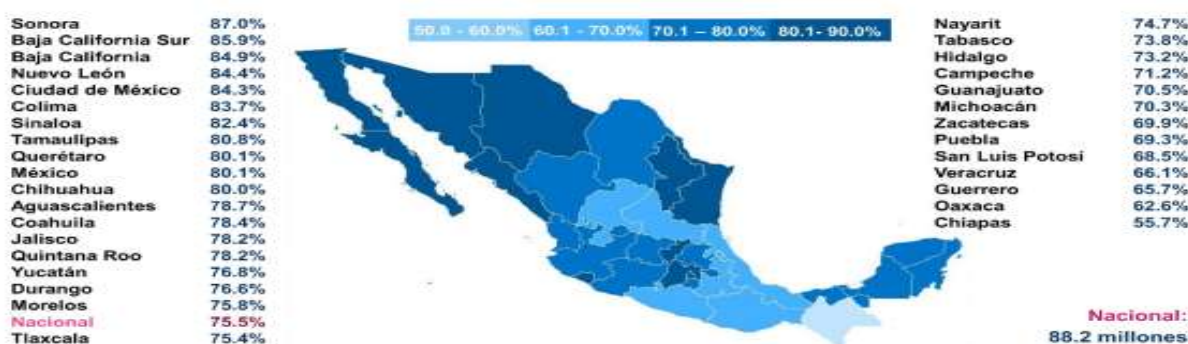 Sonora 87.0%
Baja California Sur 85.9%
Baja California 84.9%
Nuevo León 84.4%
Ciudad de México 84.3%
Colima 83.7%
Sinaloa 82.4%
Tamaulipas 80.8%
Querétaro 80.1%
México 80.1%
Chihuahua 80.0%
Aguascalientes 78.7%
Coahuila 78.4%
Jalisco 78.2%
Quintana Roo 78.2%
Yucatán 76.8%
Durango 76.6%
Morelos 75.8%
Nacional 75.5%
Tlaxcala 75.4%
50.0 - 60.0% 60.1 - 70.0% 70.1 – 80.0% 80.1- 90.0%
Nayarit 74.7%
Tabasco 73.8%
Hidalgo 73.2%
Campeche 71.2%
Guanajuato 70.5%
Michoacán 70.3%
Zacatecas 69.9%
Puebla 69.3%
San Luis Potosí 68.5%
Veracruz 66.1%
Guerrero 65.7%
Oaxaca 62.6%
Chiapas 55.7%
Nacional:
88.2 millones